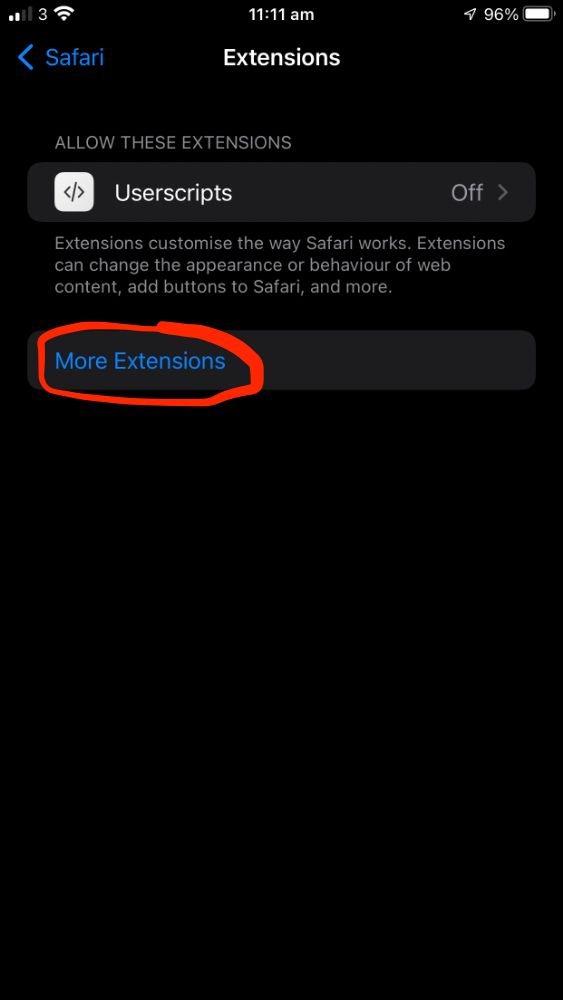 3 11:11 am 96%
Safari Extensions
ALLOW THESE EXTENSIONS
</> Userscripts Off
Extensions customise the way Safari works. Extensions
can change the appearance or behaviour of web
content, add buttons to Safari, and more.
More Extensions